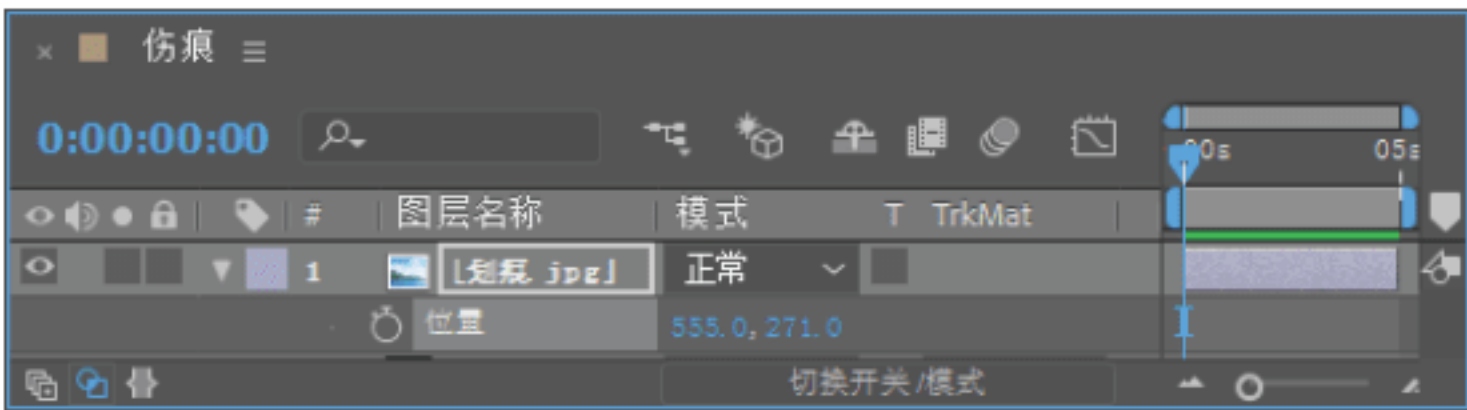 伤痕
0:00:00:00
00s 05s
# 图层名称 模式 T TrkMat
1 [划痕.jpg] 正常
位置 555.0, 271.0
切换开关/模式